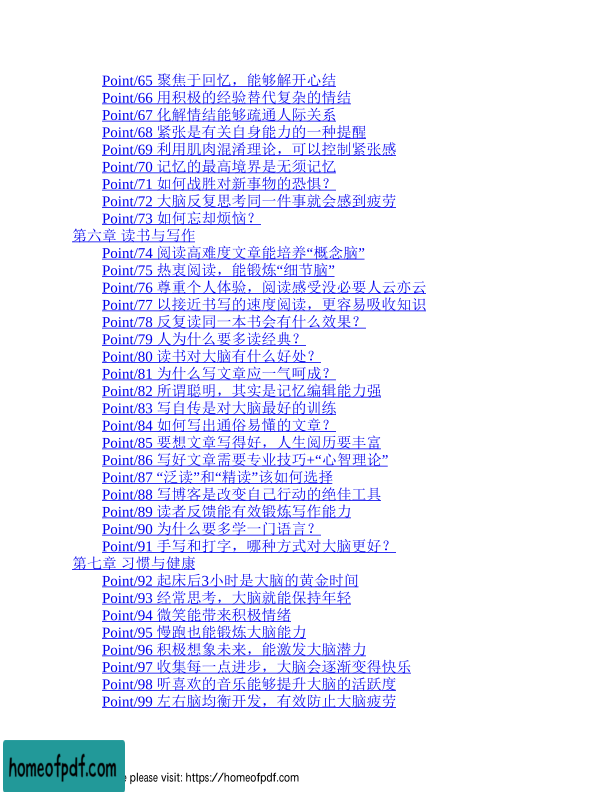 Point/65 聚焦于回忆，能够解开心结
Point/66 用积极的经验替代复杂的情结
Point/67 化解情结能够疏通人际关系
Point/68 紧张是有关自身能力的一种提醒
Point/69 利用肌肉混淆理论，可以控制紧张感
Point/70 记忆的最高境界是无须记忆
Point/71 如何战胜对新事物的恐惧？
Point/72 大脑反复思考同一件事就会感到疲劳
Point/73 如何忘却烦恼？
第六章 读书与写作
Point/74 阅读高难度文章能培养“概念脑”
Point/75 热衷阅读，能锻炼“细节脑”
Point/76 尊重个人体验，阅读感受没必要人云亦云
Point/77 以接近书写的速度阅读，更容易吸收知识
Point/78 反复读同一本书会有什么效果？
Point/79 人为什么要多读经典？
Point/80 读书对大脑有什么好处？
Point/81 为什么写文章应一气呵成？
Point/82 所谓聪明，其实是记忆编辑能力强
Point/83 写自传是对大脑最好的训练
Point/84 如何写出通俗易懂的文章？
Point/85 要想文章写得好，人生阅历要丰富
Point/86 写好文章需要专业技巧+“心智理论”
Point/87 “泛读”和“精读”该如何选择
Point/88 写博客是改变自己行动的绝佳工具
Point/89 读者反馈能有效锻炼写作能力
Point/90 为什么要多学一门语言？
Point/91 手写和打字，哪种方式对大脑更好？
第七章 习惯与健康
Point/92 起床后3小时是大脑的黄金时间
Point/93 经常思考，大脑就能保持年轻
Point/94 微笑能带来积极情绪
Point/95 慢跑也能锻炼大脑能力
Point/96 积极想象未来，能激发大脑潜力
Point/97 收集每一点进步，大脑会逐渐变得快乐
Point/98 听喜欢的音乐能够提升大脑的活跃度
Point/99 左右脑均衡开发，有效防止大脑疲劳
homeofpdf.com
please visit: https://homeofpdf.com